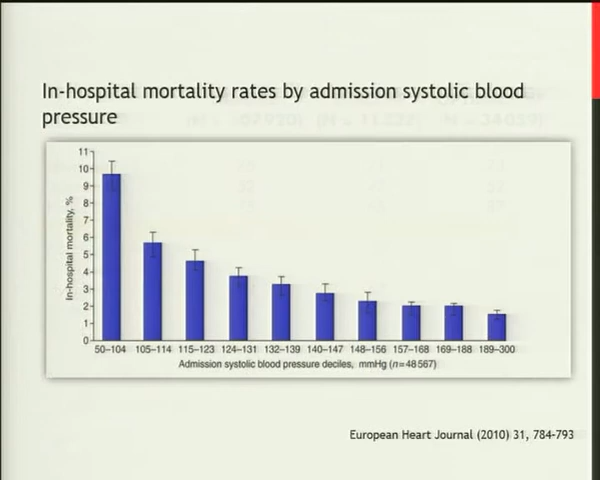 In-hospital mortality rates by admission systolic blood
pressure
In-hospital mortality, %
11
10
9
8
7
6
5
4
3
2
1
0
50–104 105–114 115–123 124–131 132–139 140–147 148–156 157–168 169–188 189–300
Admission systolic blood pressure deciles, mmHg (n=48567)
European Heart Journal (2010) 31, 784-793